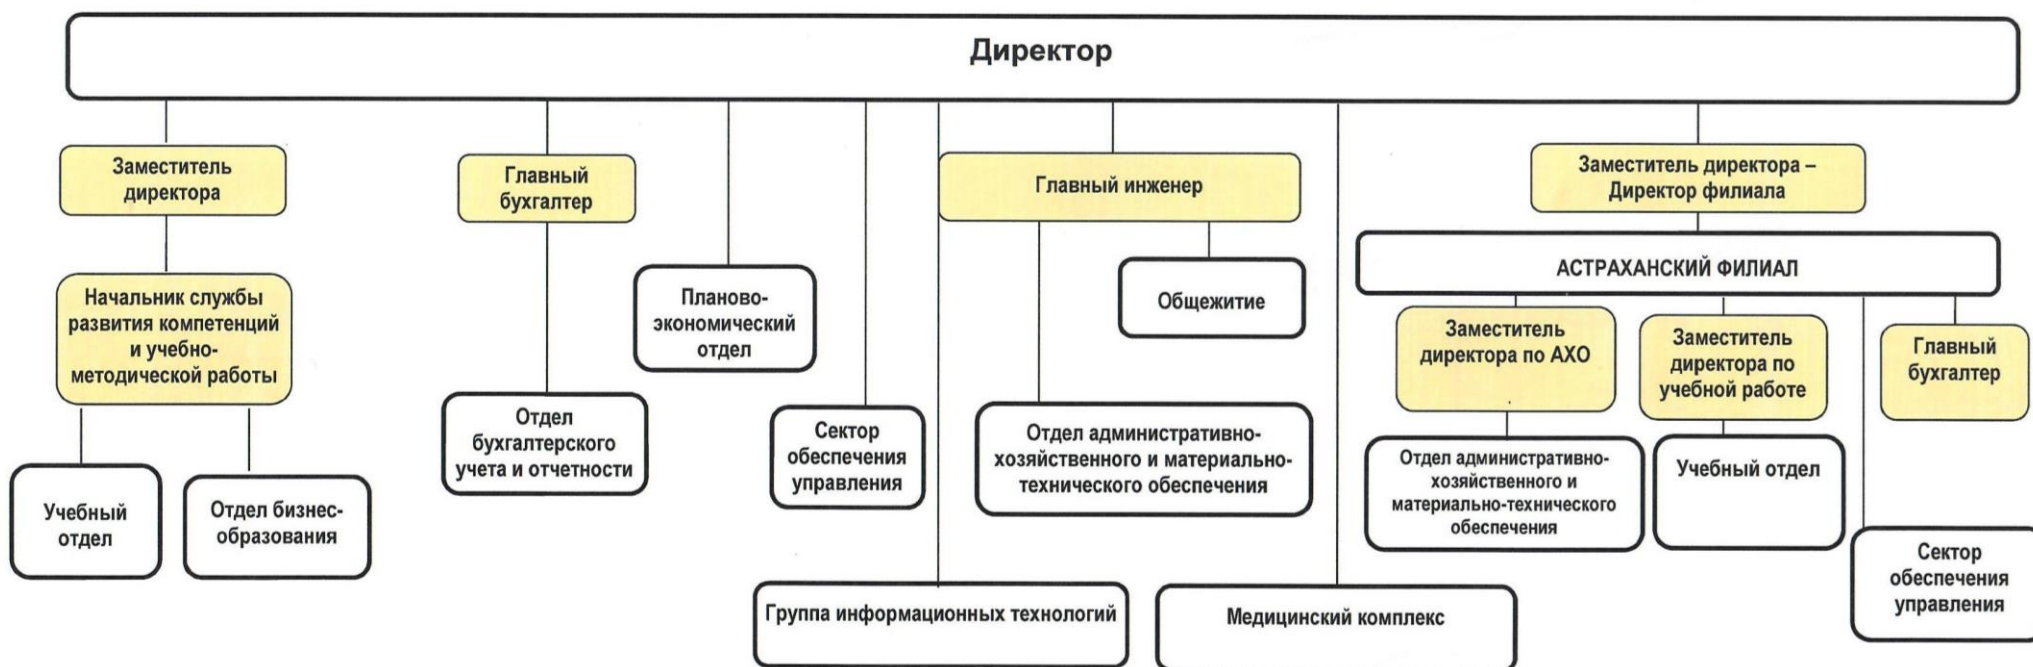 Директор
Заместитель
директора
Главный
бухгалтер
Главный инженер
Заместитель директора –
Директор филиала
АСТРАХАНСКИЙ ФИЛИАЛ
Начальник службы
развития компетенций
и учебно-
методической работы
Планово-
экономический
отдел
Общежитие
Заместитель
директора по АХО
Заместитель
директора по
учебной работе
Главный
бухгалтер
Отдел
бухгалтерского
учета и отчетности
Сектор
обеспечения
управления
Отдел административно-
хозяйственного и материально-
технического обеспечения
Отдел административно-
хозяйственного и
материально-технического
обеспечения
Учебный отдел
Учебный
отдел
Отдел бизнес-
образования
Сектор
обеспечения
управления
Группа информационных технологий
Медицинский комплекс